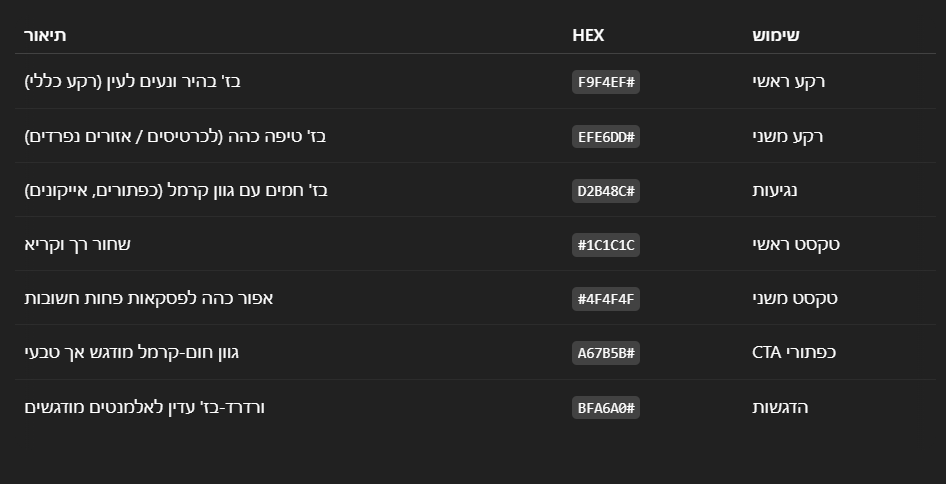 שימוש HEX תיאור
רקע ראשי F9F4EF# בז' בהיר ונעים לעין (רקע כללי)
רקע משני EFE6DD# בז' טיפה כהה (לכרטיסים / אזורים נפרדים)
נגיעות D2B48C# בז' חמים עם גוון קרמל (כפתורים, אייקונים)
טקסט ראשי #1C1C1C שחור רך וקריא
טקסט משני #4F4F4F אפור כהה לפסקאות פחות חשובות
כפתורי CTA A67B5B# גוון חום-קרמל מודגש אך טבעי
הדגשות BFA6A0# ורדרד-בז' עדין לאלמנטים מודגשים